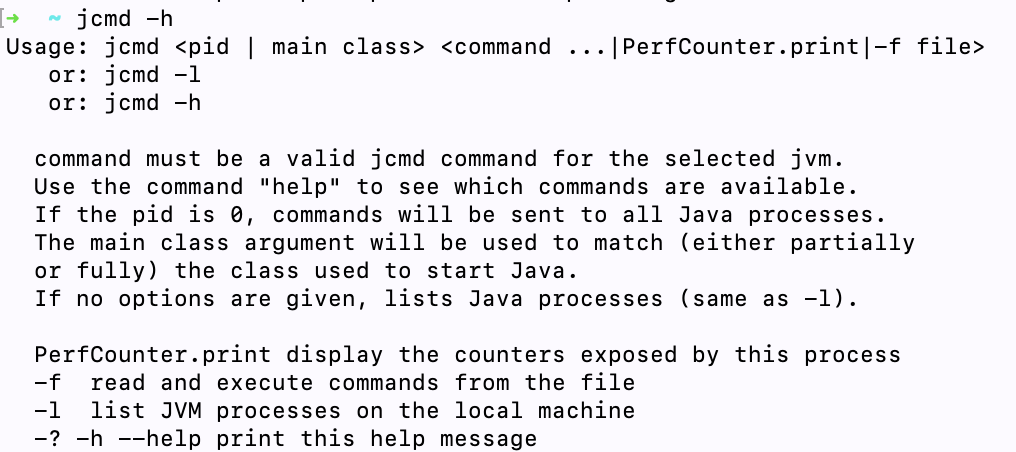 ➜  ~ jcmd -h
Usage: jcmd <pid | main class> <command ...|PerfCounter.print|-f file>
   or: jcmd -l
   or: jcmd -h

  command must be a valid jcmd command for the selected jvm.
  Use the command "help" to see which commands are available.
  If the pid is 0, commands will be sent to all Java processes.
  The main class argument will be used to match (either partially
  or fully) the class used to start Java.
  If no options are given, lists Java processes (same as -l).

  PerfCounter.print display the counters exposed by this process
  -f  read and execute commands from the file
  -l  list JVM processes on the local machine
  -? -h --help print this help message